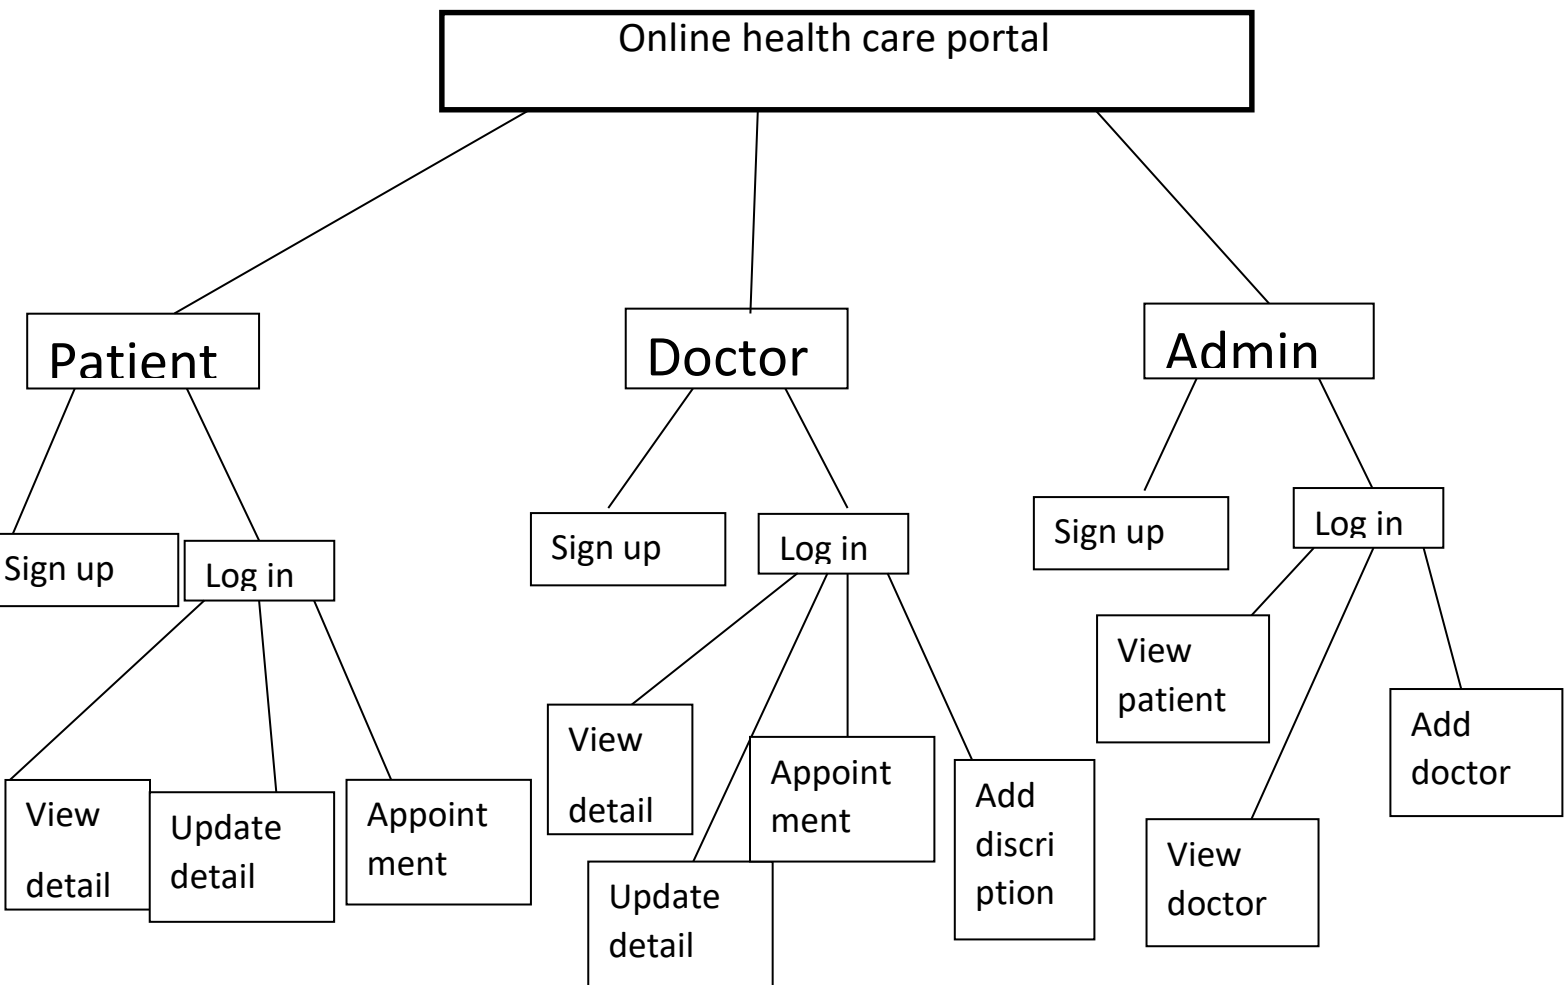 Online health care portal
Patient
Doctor
Admin
Sign up
Log in
Sign up
Log in
Sign up
Log in
View
detail
Update
detail
Appoint
ment
View
detail
Update
detail
Appoint
ment
Add
discri
ption
View
patient
View
doctor
Add
doctor